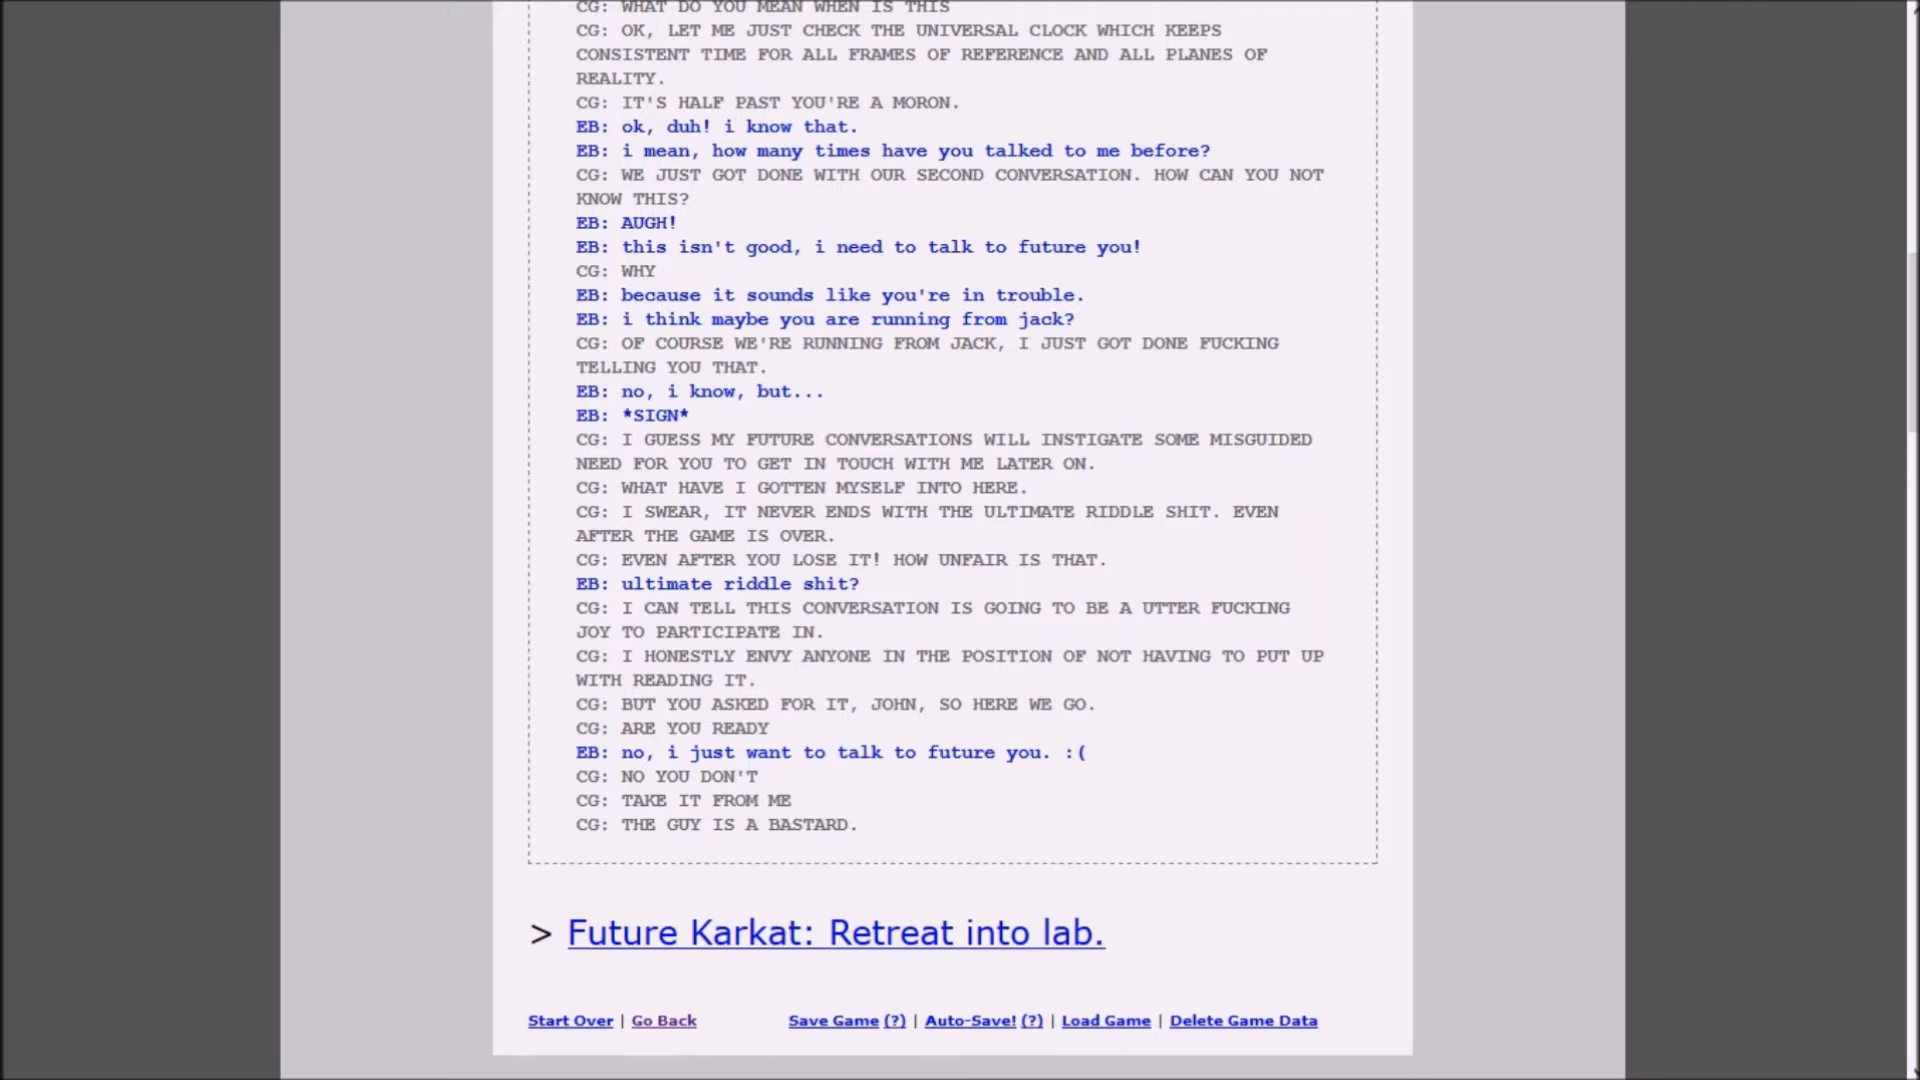 CG: WHAT DO YOU MEAN WHEN IS THIS
CG: OK, LET ME JUST CHECK THE UNIVERSAL CLOCK WHICH KEEPS
CONSISTENT TIME FOR ALL FRAMES OF REFERENCE AND ALL PLANES OF
REALITY.
CG: IT'S HALF PAST YOU'RE A MORON.
EB: ok, duh! i know that.
EB: i mean, how many times have you talked to me before?
CG: WE JUST GOT DONE WITH OUR SECOND CONVERSATION. HOW CAN YOU NOT
KNOW THIS?
EB: AUGH!
EB: this isn't good, i need to talk to future you!
CG: WHY
EB: because it sounds like you're in trouble.
EB: i think maybe you are running from jack?
CG: OF COURSE WE'RE RUNNING FROM JACK, I JUST GOT DONE FUCKING
TELLING YOU THAT.
EB: no, i know, but...
EB: *SIGN*
CG: I GUESS MY FUTURE CONVERSATIONS WILL INSTIGATE SOME MISGUIDED
NEED FOR YOU TO GET IN TOUCH WITH ME LATER ON.
CG: WHAT HAVE I GOTTEN MYSELF INTO HERE.
CG: I SWEAR, IT NEVER ENDS WITH THE ULTIMATE RIDDLE SHIT. EVEN
AFTER THE GAME IS OVER.
CG: EVEN AFTER YOU LOSE IT! HOW UNFAIR IS THAT.
EB: ultimate riddle shit?
CG: I CAN TELL THIS CONVERSATION IS GOING TO BE A UTTER FUCKING
JOY TO PARTICIPATE IN.
CG: I HONESTLY ENVY ANYONE IN THE POSITION OF NOT HAVING TO PUT UP
WITH READING IT.
CG: BUT YOU ASKED FOR IT, JOHN, SO HERE WE GO.
CG: ARE YOU READY
EB: no, i just want to talk to future you. :(
CG: NO YOU DON'T
CG: TAKE IT FROM ME
CG: THE GUY IS A BASTARD.
> Future Karkat: Retreat into lab.
Start Over | Go Back Save Game (?) | Auto-Save! (?) | Load Game | Delete Game Data